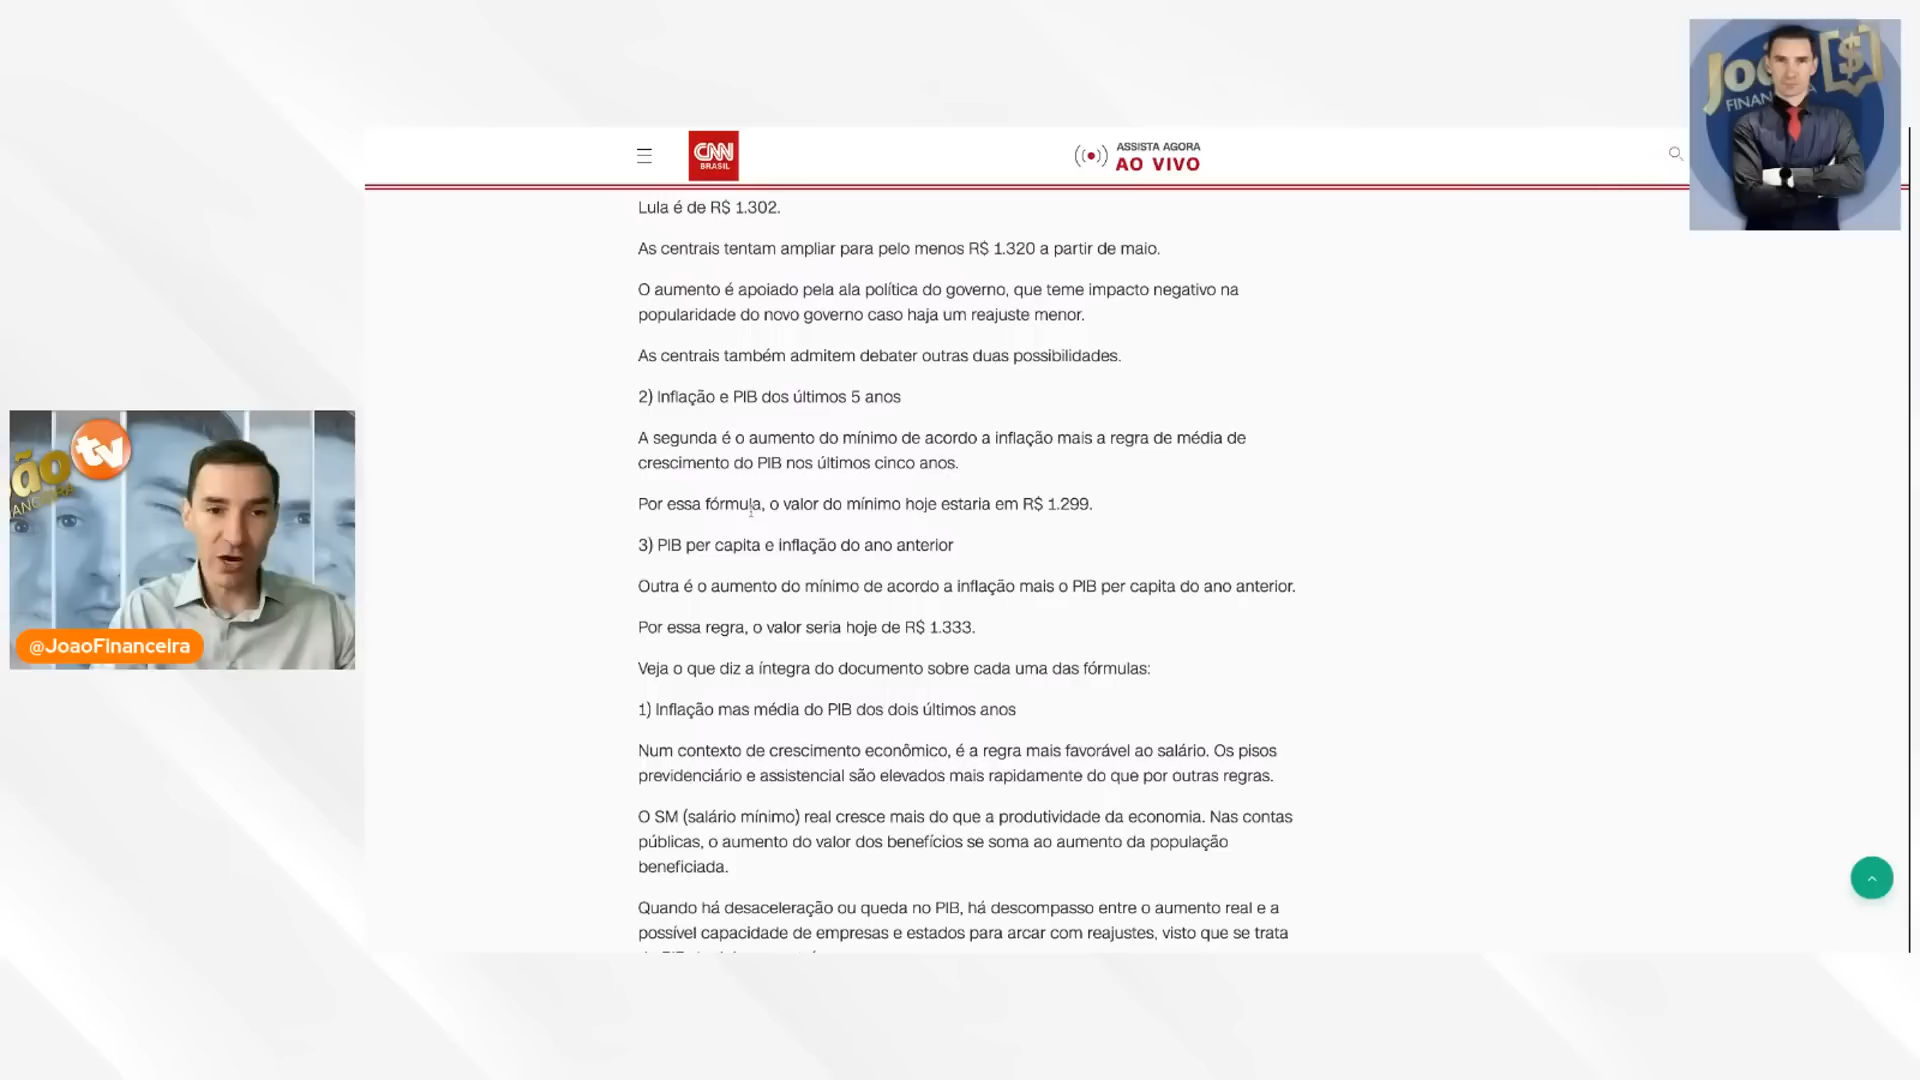 CNN
BRASIL
ASSISTA AGORA
AO VIVO
João $
FINANCEIRA
Lula é de R$ 1.302.
As centrais tentam ampliar para pelo menos R$ 1.320 a partir de maio.
O aumento é apoiado pela ala política do governo, que teme impacto negativo na
popularidade do novo governo caso haja um reajuste menor.
As centrais também admitem debater outras duas possibilidades.
2) Inflação e PIB dos últimos 5 anos
A segunda é o aumento do mínimo de acordo a inflação mais a regra de média de
crescimento do PIB nos últimos cinco anos.
Por essa fórmula, o valor do mínimo hoje estaria em R$ 1.299.
3) PIB per capita e inflação do ano anterior
Outra é o aumento do mínimo de acordo a inflação mais o PIB per capita do ano anterior.
Por essa regra, o valor seria hoje de R$ 1.333.
Veja o que diz a íntegra do documento sobre cada uma das fórmulas:
1) Inflação mas média do PIB dos dois últimos anos
Num contexto de crescimento econômico, é a regra mais favorável ao salário. Os pisos
previdenciário e assistencial são elevados mais rapidamente do que por outras regras.
O SM (salário mínimo) real cresce mais do que a produtividade da economia. Nas contas
públicas, o aumento do valor dos benefícios se soma ao aumento da população
beneficiada.
Quando há desaceleração ou queda no PIB, há descompasso entre o aumento real e a
possível capacidade de empresas e estados para arcar com reajustes, visto que se trata
ão tv
@JoaoFinanceira